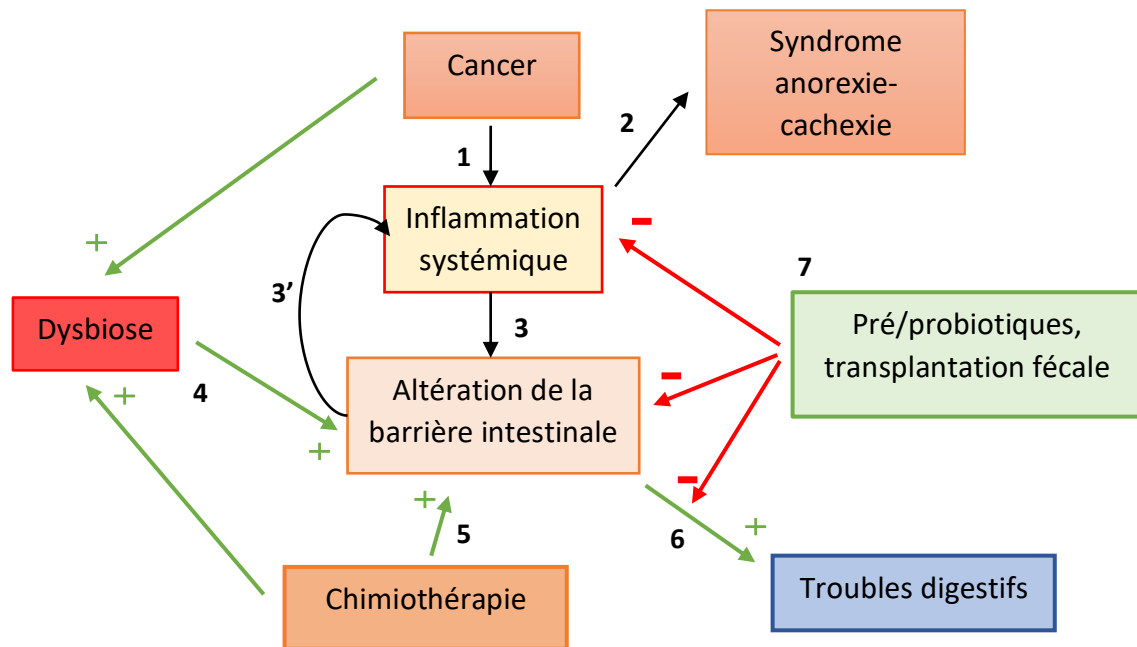 Cancer
Syndrome
anorexie-
cachexie
2
1
Inflammation
systémique
-
7
+
3'
3
Dysbiose
Pré/probiotiques,
transplantation fécale
+
4
Altération de la
barrière intestinale
-
+
-
+
5
6
+
Chimiothérapie
Troubles digestifs